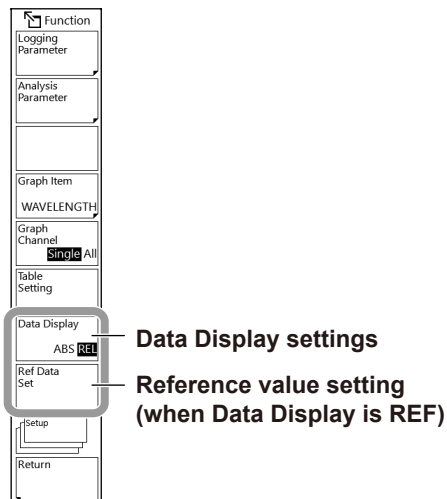 Function
Logging
Parameter
Analysis
Parameter
Graph Item
WAVELENGTH
Graph
Channel
Single All
Table
Setting
Data Display
ABS REL
Data Display settings
Ref Data
Set
Reference value setting
(when Data Display is REF)
Setup
Return